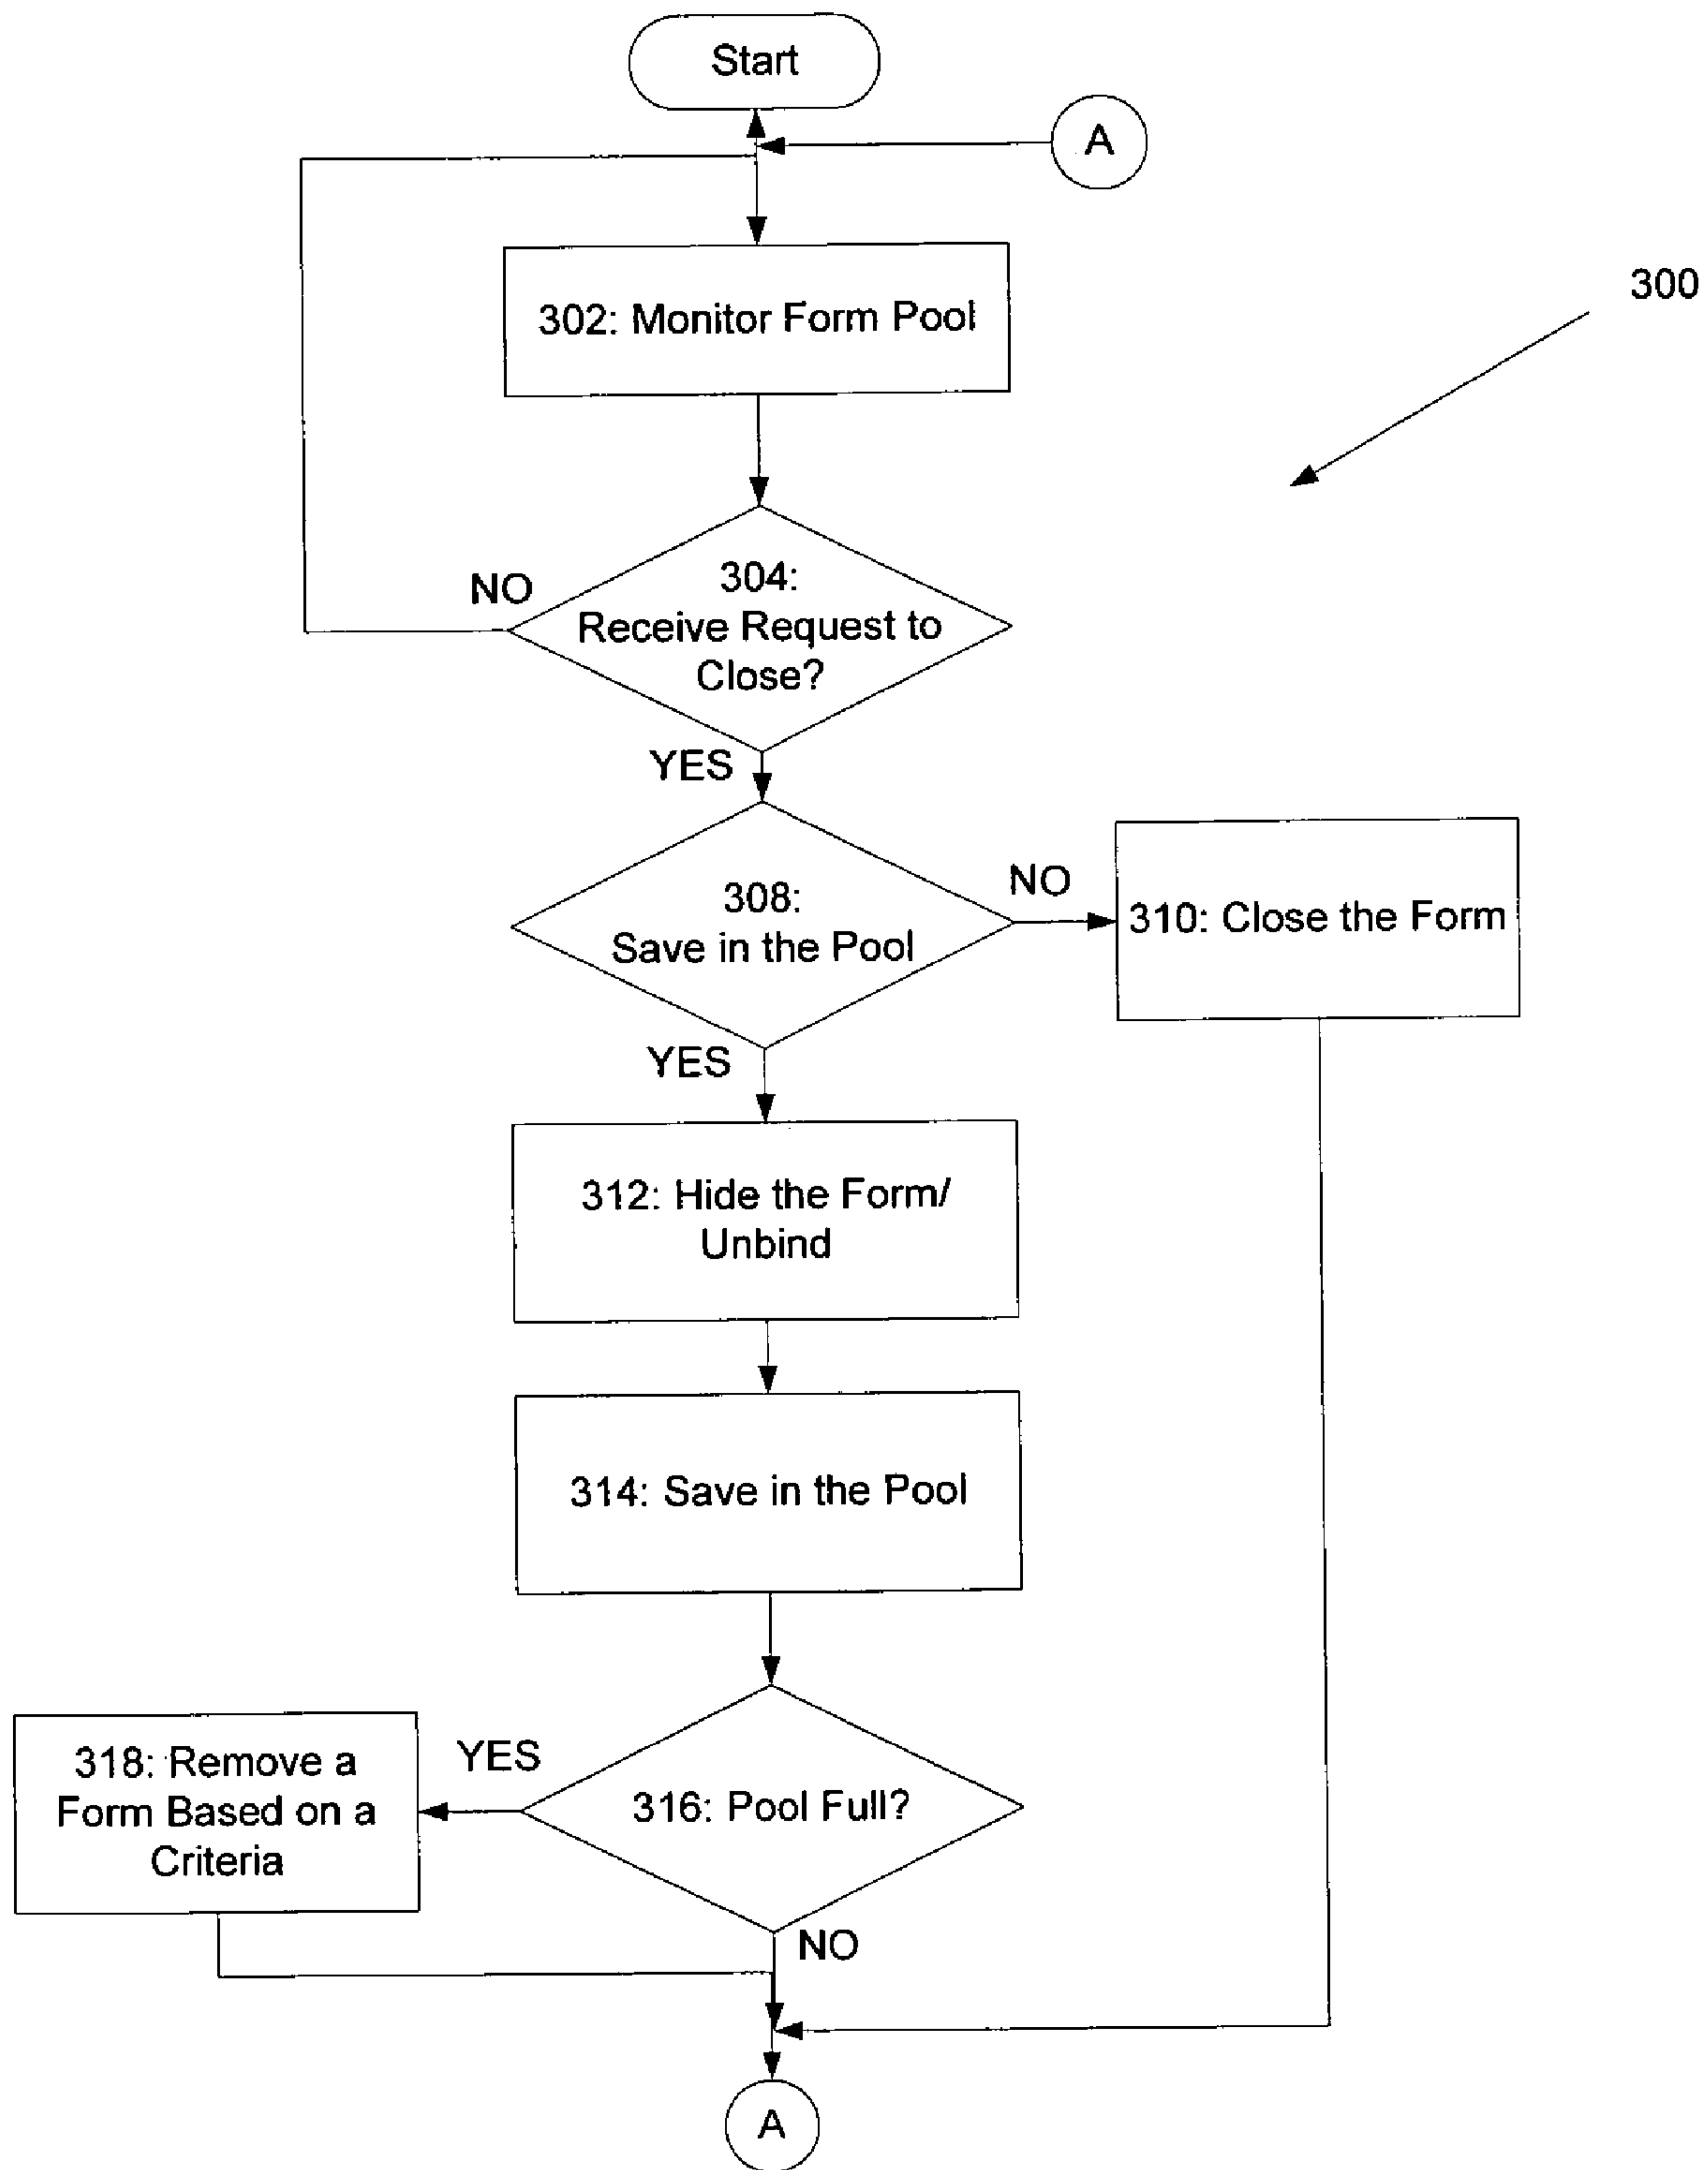 Start
A
300
302: Monitor Form Pool
NO
304:
Receive Request to
Close?
YES
308:
Save in the Pool
NO
310: Close the Form
YES
312: Hide the Form/
Unbind
314: Save in the Pool
318: Remove a
Form Based on a
Criteria
YES
316: Pool Full?
NO
A